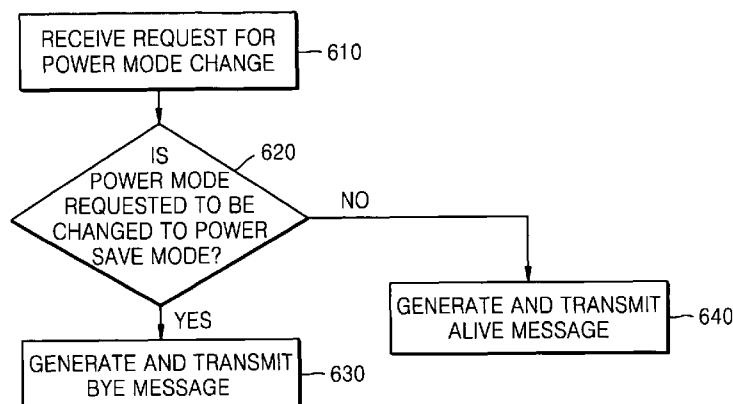 RECEIVE REQUEST FOR
POWER MODE CHANGE
610
IS
POWER MODE
REQUESTED TO BE
CHANGED TO POWER
SAVE MODE?
620
NO
YES
GENERATE AND TRANSMIT
ALIVE MESSAGE
640
GENERATE AND TRANSMIT
BYE MESSAGE
630